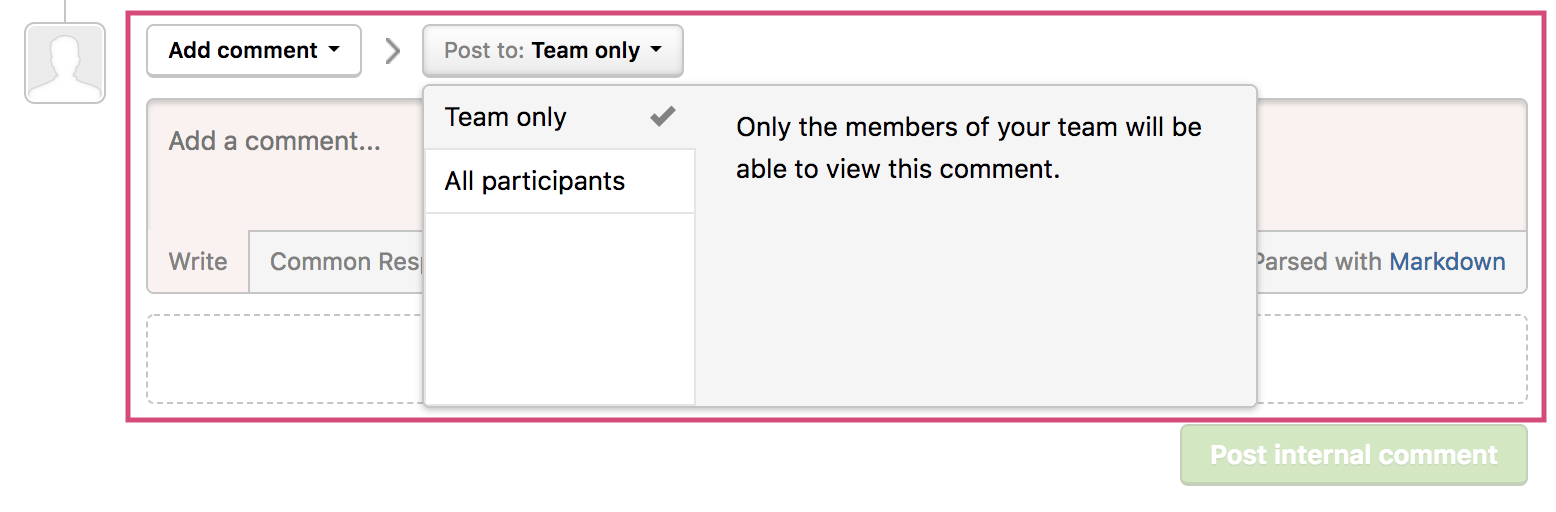 Add comment
Post to: Team only
Team only
All participants
Only the members of your team will be
able to view this comment.
Add a comment...
Write
Common Resp
Parsed with Markdown
Post internal comment